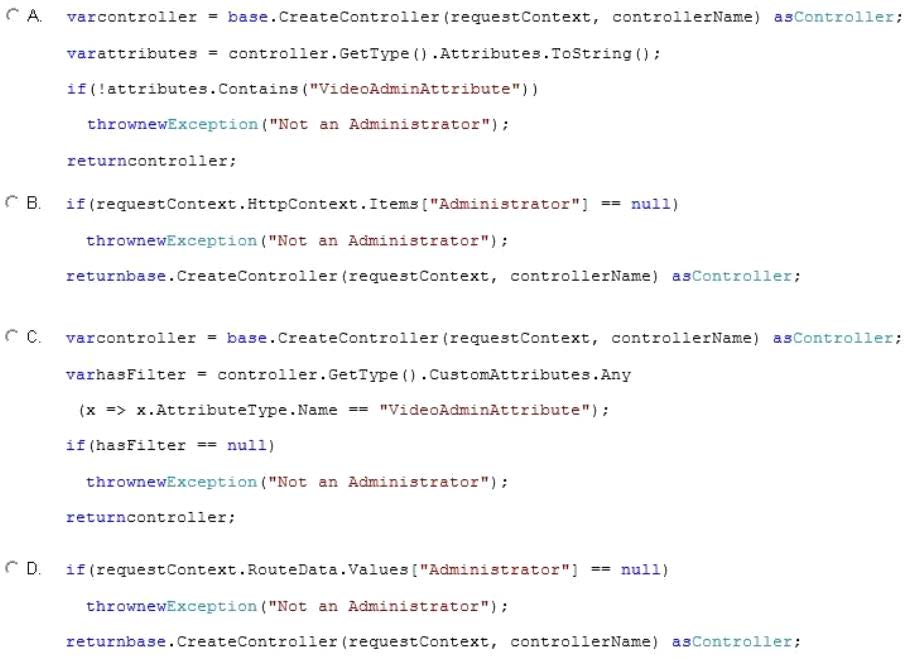 A. varcontroller = base.CreateController(requestContext, controllerName) asController;
varattributes = controller.GetType().Attributes.ToString();
if(!attributes.Contains("VideoAdminAttribute"))
thrownewException("Not an Administrator");
returncontroller;
B. if(requestContext.HttpContext.Items["Administrator"] == null)
thrownewException("Not an Administrator");
returnbase.CreateController(requestContext, controllerName) asController;
C. varcontroller = base.CreateController(requestContext, controllerName) asController;
varhasFilter = controller.GetType().CustomAttributes.Any
(x => x.AttributeType.Name == "VideoAdminAttribute");
if(hasFilter == null)
thrownewException("Not an Administrator");
returncontroller;
D. if(requestContext.RouteData.Values["Administrator"] == null)
thrownewException("Not an Administrator");
returnbase.CreateController(requestContext, controllerName) asController;